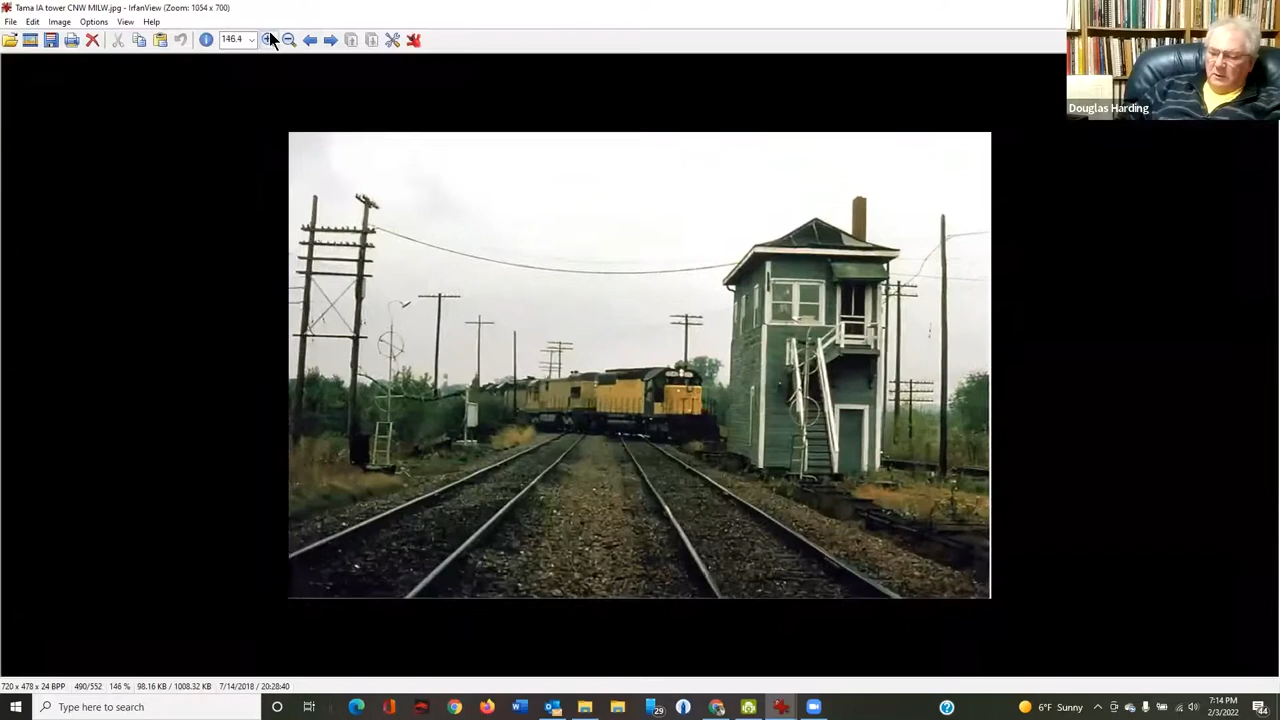 Tama IA tower CNW MILW.jpg - IrfanView (Zoom: 1054 x 700)
File Edit Image Options View Help
146.4
Douglas Harding
720 x 478 x 24 BPP 490/552 146 % 98.16 KB / 1008.32 KB 7/14/2018 / 20:28:40
Type here to search
29
6°F Sunny
7:14 PM
2/3/2022
44